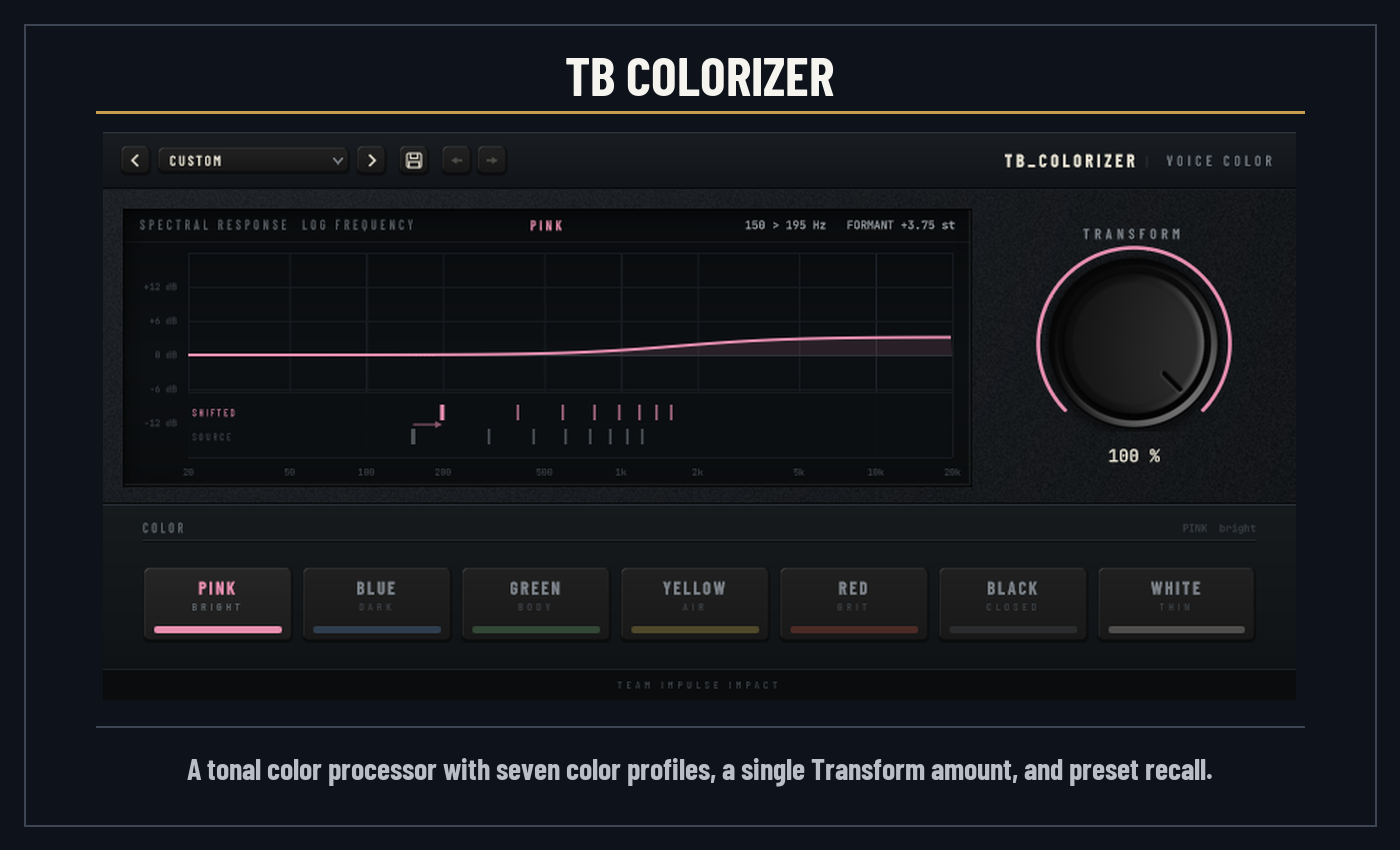 TB COLORIZER
CUSTOM
TB_COLORIZER | VOICE COLOR
SPECTRAL RESPONSE LOG FREQUENCY PINK 150 > 195 Hz FORMANT +3.75 st
TRANSFORM
+12 dB
+6 dB
0 dB
-6 dB
SHIFTED
-12 dB
SOURCE
20 50 100 200 500 1k 2k 5k 10k 20k
100 %
COLOR PINK bright
PINK BLUE GREEN YELLOW RED BLACK WHITE
BRIGHT DARK BODY AIR GRIT CLOSED THIN
TEAM IMPULSE IMPACT
A tonal color processor with seven color profiles, a single Transform amount, and preset recall.